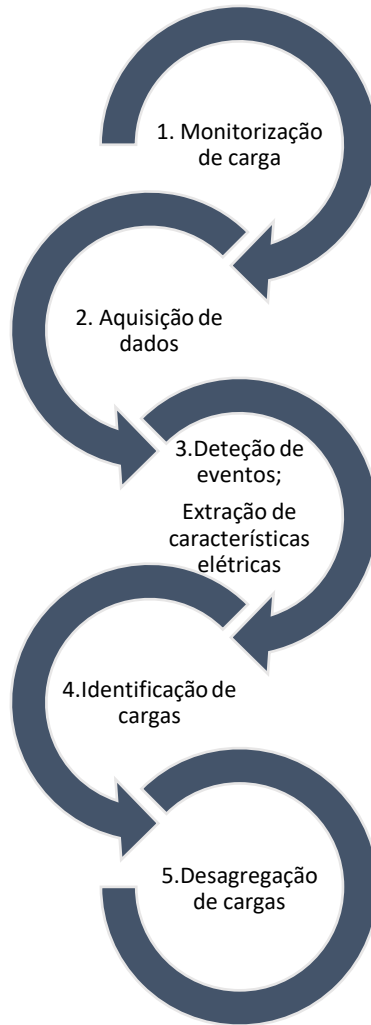 1. Monitorização
de carga
2. Aquisição de
dados
3.Deteção de
eventos;
Extração de
características
elétricas
4.Identificação de
cargas
5.Desagregação
de cargas